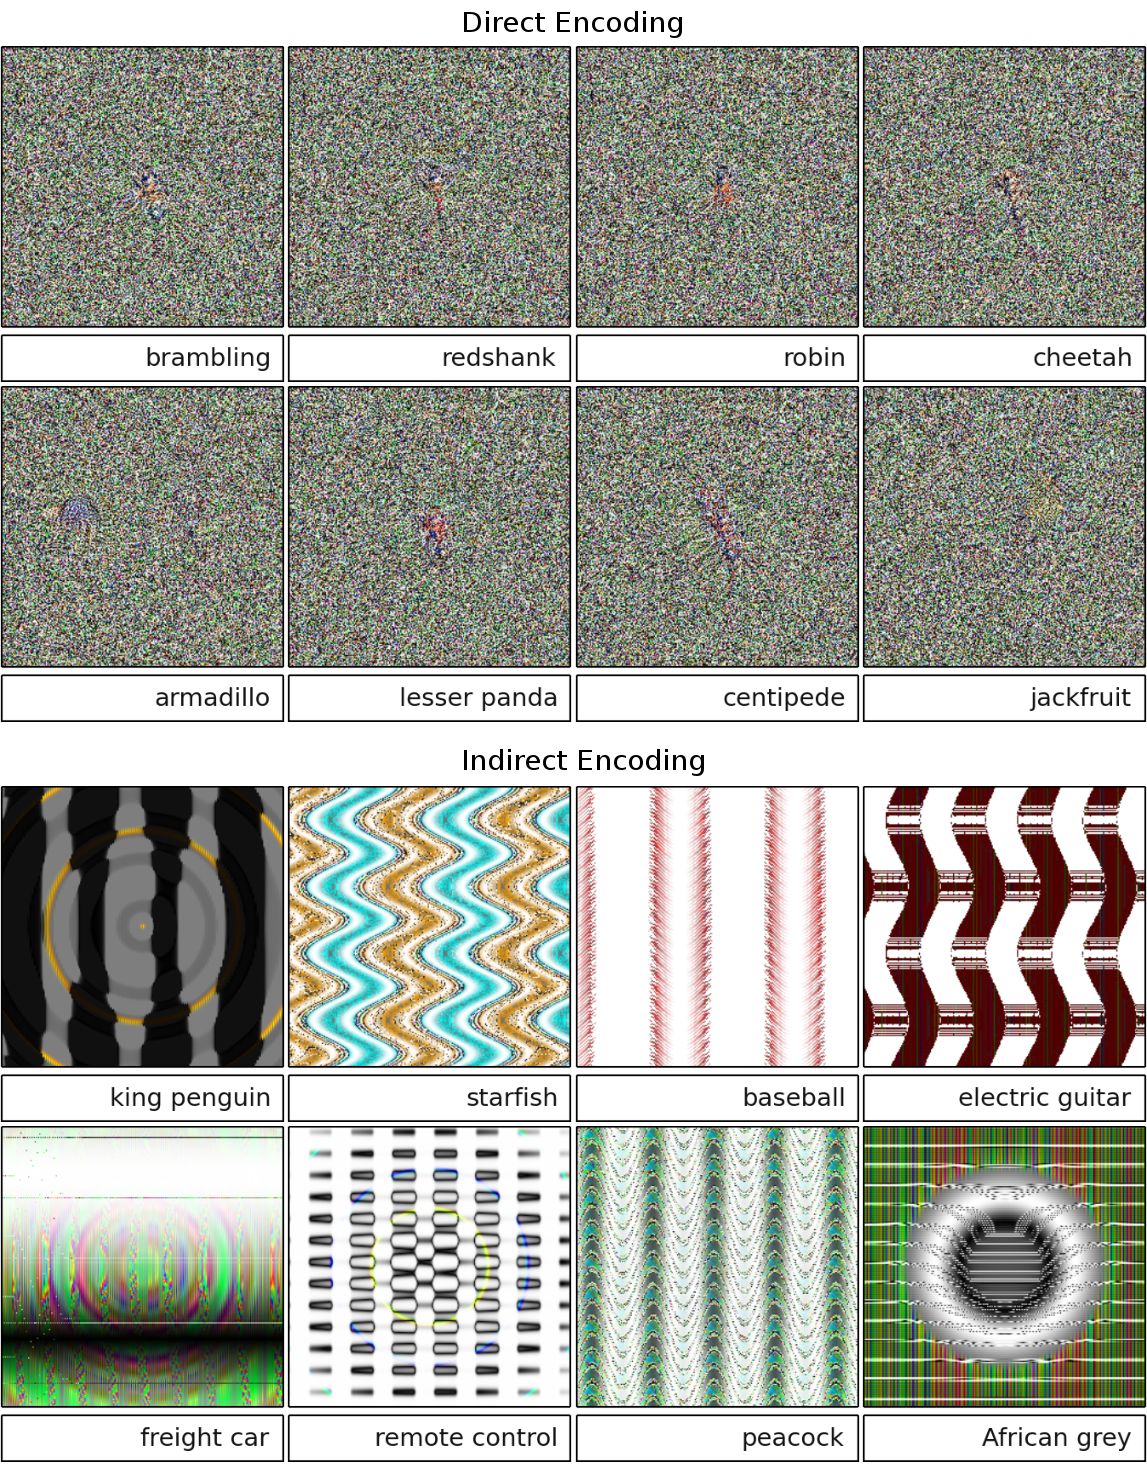 Direct Encoding
brambling
redshank
robin
cheetah
armadillo
lesser panda
centipede
jackfruit
Indirect Encoding
king penguin
starfish
baseball
electric guitar
freight car
remote control
peacock
African grey